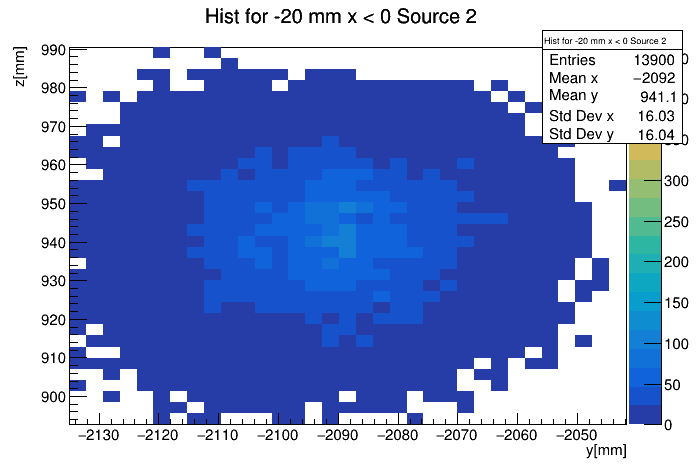 Hist for -20 mm x < 0 Source 2
z[mm]
990
980
970
960
950
940
930
920
910
900
−2130 −2120 −2110 −2100 −2090 −2080 −2070 −2060 −2050
y[mm]
Hist for -20 mm x < 0 Source 2
Entries 13900
Mean x −2092
Mean y 941.1
Std Dev x 16.03
Std Dev y 16.04
300
250
200
150
100
50
0